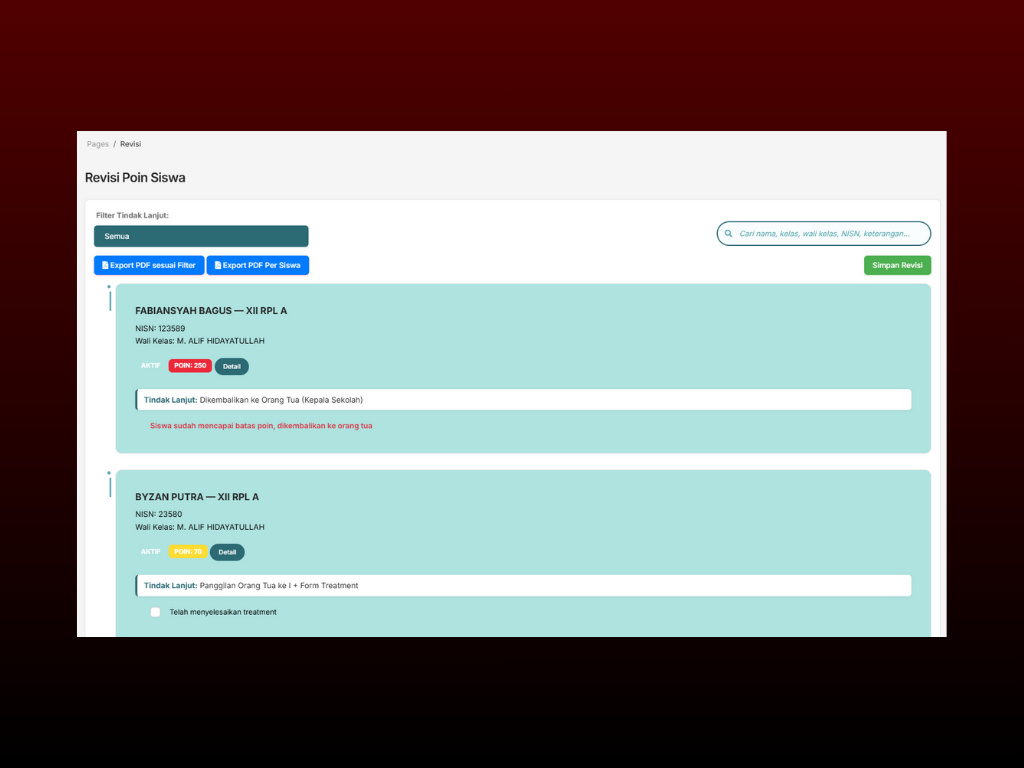 Pages / Revisi
Revisi Poin Siswa
Filter Tindak Lanjut:
Semua
Cari nama, kelas, wali kelas, NISN, keterangan...
Export PDF sesuai Filter
Export PDF Per Siswa
Simpan Revisi
FABIANSYAH BAGUS — XII RPL A
NISN: 123589
Wali Kelas: M. ALIF HIDAYATULLAH
AKTIF POIN: 250 Detail
Tindak Lanjut: Dikembalikan ke Orang Tua (Kepala Sekolah)
Siswa sudah mencapai batas poin, dikembalikan ke orang tua
BYZAN PUTRA — XII RPL A
NISN: 23580
Wali Kelas: M. ALIF HIDAYATULLAH
AKTIF POIN: 70 Detail
Tindak Lanjut: Panggilan Orang Tua ke I + Form Treatment
Telah menyelesaikan treatment